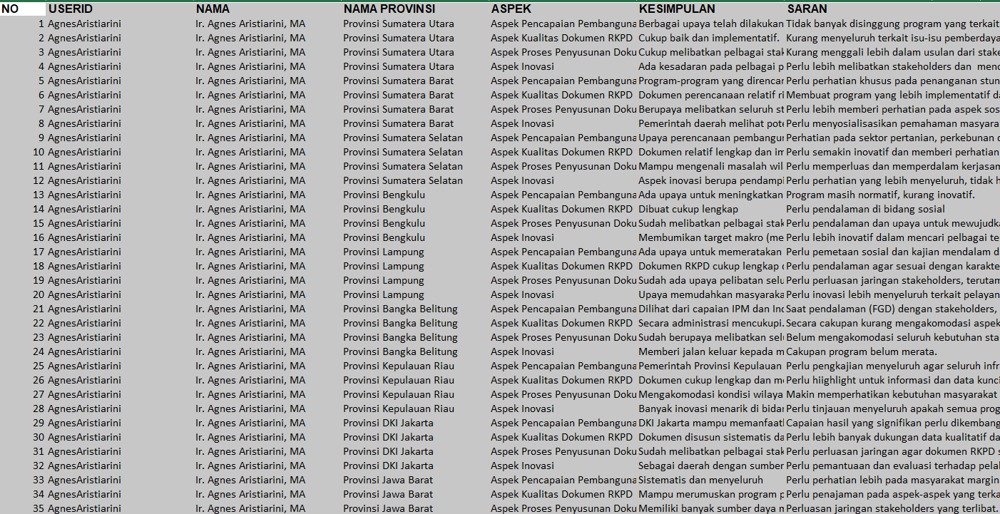 NO USERID NAMA NAMA PROVINSI ASPEK KESIMPULAN SARAN
1 AgnesAristiarini Ir. Agnes Aristiarini, MA Provinsi Sumatera Utara Aspek Pencapaian Pembanguna Berbagai upaya telah dilakukan Tidak banyak disinggung program yang terkait
2 AgnesAristiarini Ir. Agnes Aristiarini, MA Provinsi Sumatera Utara Aspek Kualitas Dokumen RKPD Cukup baik dan implementatif. Kurang menyeluruh terkait isu-isu pemberdaya
3 AgnesAristiarini Ir. Agnes Aristiarini, MA Provinsi Sumatera Utara Aspek Proses Penyusunan Doku Cukup melibatkan pelbagai stak Kurang menggali lebih dalam usulan dari stake
4 AgnesAristiarini Ir. Agnes Aristiarini, MA Provinsi Sumatera Utara Aspek Inovasi Ada kesadaran pada pelbagai p Perlu lebih melibatkan stakeholders dan menc
5 AgnesAristiarini Ir. Agnes Aristiarini, MA Provinsi Sumatera Barat Aspek Pencapaian Pembanguna Program-program yang direncar Perlu perhatian khusus pada penanganan stun
6 AgnesAristiarini Ir. Agnes Aristiarini, MA Provinsi Sumatera Barat Aspek Kualitas Dokumen RKPD Dokumen perencanaan relatif ri Membuat program yang lebih implementatif da
7 AgnesAristiarini Ir. Agnes Aristiarini, MA Provinsi Sumatera Barat Aspek Proses Penyusunan Doku Berupaya melibatkan seluruh st Perlu lebih memberi perhatian pada aspek sos
8 AgnesAristiarini Ir. Agnes Aristiarini, MA Provinsi Sumatera Barat Aspek Inovasi Pemerintah daerah melihat pote Perlu menyosialisasikan pemahaman masyara
9 AgnesAristiarini Ir. Agnes Aristiarini, MA Provinsi Sumatera Selatan Aspek Pencapaian Pembanguna Upaya perencanaan pembangur Perhatian pada sektor pertanian, perkebunan
10 AgnesAristiarini Ir. Agnes Aristiarini, MA Provinsi Sumatera Selatan Aspek Kualitas Dokumen RKPD Dokumen relatif lengkap dan Perlu semakin inovatif dan memberi perhatian
11 AgnesAristiarini Ir. Agnes Aristiarini, MA Provinsi Sumatera Selatan Aspek Proses Penyusunan Doku Mampu mengenali masalah wil Perlu memperluas dan memperdalam kerjasam
12 AgnesAristiarini Ir. Agnes Aristiarini, MA Provinsi Sumatera Selatan Aspek Inovasi Aspek inovasi berupa pendampi Perlu perhatian yang lebih menyeluruh, tidak h
13 AgnesAristiarini Ir. Agnes Aristiarini, MA Provinsi Bengkulu Aspek Pencapaian Pembanguna Ada upaya untuk meningkatkan Program masih normatif, kurang inovatif.
14 AgnesAristiarini Ir. Agnes Aristiarini, MA Provinsi Bengkulu Aspek Kualitas Dokumen RKPD Dibuat cukup lengkap Perlu pendalaman di bidang sosial
15 AgnesAristiarini Ir. Agnes Aristiarini, MA Provinsi Bengkulu Aspek Proses Penyusunan Doku Sudah melibatkan pelbagai stak Perlu pendalaman dan upaya untuk mewujudka
16 AgnesAristiarini Ir. Agnes Aristiarini, MA Provinsi Bengkulu Aspek Inovasi Membumikan target makro (me Perlu lebih inovatif dalam mencari pelbagai te
17 AgnesAristiarini Ir. Agnes Aristiarini, MA Provinsi Lampung Aspek Pencapaian Pembanguna Ada upaya untuk memeratakan Perlu pemetaan sosial dan kajian mendalam d
18 AgnesAristiarini Ir. Agnes Aristiarini, MA Provinsi Lampung Aspek Kualitas Dokumen RKPD Dokumen RKPD cukup lengkap Perlu pendalaman agar sesuai dengan karakte
19 AgnesAristiarini Ir. Agnes Aristiarini, MA Provinsi Lampung Aspek Proses Penyusunan Doku Sudah ada upaya pelibatan selu Perlu perluasan jaringan stakeholders, terutam
20 AgnesAristiarini Ir. Agnes Aristiarini, MA Provinsi Lampung Aspek Inovasi Upaya memudahkan masyaraka Perlu inovasi lebih menyeluruh terkait pelayan
21 AgnesAristiarini Ir. Agnes Aristiarini, MA Provinsi Bangka Belitung Aspek Pencapaian Pembanguna Dilihat dari capaian IPM dan Inc Saat pendalaman (FGD) dengan stakeholders,
22 AgnesAristiarini Ir. Agnes Aristiarini, MA Provinsi Bangka Belitung Aspek Kualitas Dokumen RKPD Secara administrasi mencukupi. Secara cakupan kurang mengakomodasi aspek
23 AgnesAristiarini Ir. Agnes Aristiarini, MA Provinsi Bangka Belitung Aspek Proses Penyusunan Doku Sudah berupaya melibatkan selu Belum mengakomodasi seluruh kebutuhan sta
24 AgnesAristiarini Ir. Agnes Aristiarini, MA Provinsi Bangka Belitung Aspek Inovasi Memberi jalan keluar kepada m Cakupan program belum merata.
25 AgnesAristiarini Ir. Agnes Aristiarini, MA Provinsi Kepulauan Riau Aspek Pencapaian Pembanguna Pemerintah Provinsi Kepulauan Perlu pengkajian menyeluruh agar seluruh infr
26 AgnesAristiarini Ir. Agnes Aristiarini, MA Provinsi Kepulauan Riau Aspek Kualitas Dokumen RKPD Dokumen cukup lengkap dan Perlu hiighlight untuk informasi dan data kunci
27 AgnesAristiarini Ir. Agnes Aristiarini, MA Provinsi Kepulauan Riau Aspek Proses Penyusunan Doku Mengakomodasi kondisi wilaya Makin memperhatikan kebutuhan masyarakat
28 AgnesAristiarini Ir. Agnes Aristiarini, MA Provinsi Kepulauan Riau Aspek Inovasi Banyak inovasi menarik di bidar Perlu tinjauan menyeluruh apakah semua prog
29 AgnesAristiarini Ir. Agnes Aristiarini, MA Provinsi DKI Jakarta Aspek Pencapaian Pembanguna DKI Jakarta mampu memanfaatl Capaian hasil yang signifikan perlu dikembang
30 AgnesAristiarini Ir. Agnes Aristiarini, MA Provinsi DKI Jakarta Aspek Kualitas Dokumen RKPD Dokumen disusun sistematis da Perlu lebih banyak dukungan data kualitatif da
31 AgnesAristiarini Ir. Agnes Aristiarini, MA Provinsi DKI Jakarta Aspek Proses Penyusunan Doku Sudah melibatkan pelbagai stak Perlu perluasan jaringan agar dokumen RKPD s
32 AgnesAristiarini Ir. Agnes Aristiarini, MA Provinsi DKI Jakarta Aspek Inovasi Sebagai daerah dengan sumber Perlu pemantuaan dan evaluasi terhadap pelal
33 AgnesAristiarini Ir. Agnes Aristiarini, MA Provinsi Jawa Barat Aspek Pencapaian Pembanguna Sistematis dan menyeluruh Perlu perhatian lebih pada masyarakat margin
34 AgnesAristiarini Ir. Agnes Aristiarini, MA Provinsi Jawa Barat Aspek Kualitas Dokumen RKPD Mampu merumuskan program p Perlu penajaman pada aspek-aspek yang terka
35 AgnesAristiarini Ir. Agnes Aristiarini, MA Provinsi Jawa Barat Aspek Proses Penyusunan Doku Memiliki banyak sumber daya Perluasan jaringan stakeholders yang terlibat.